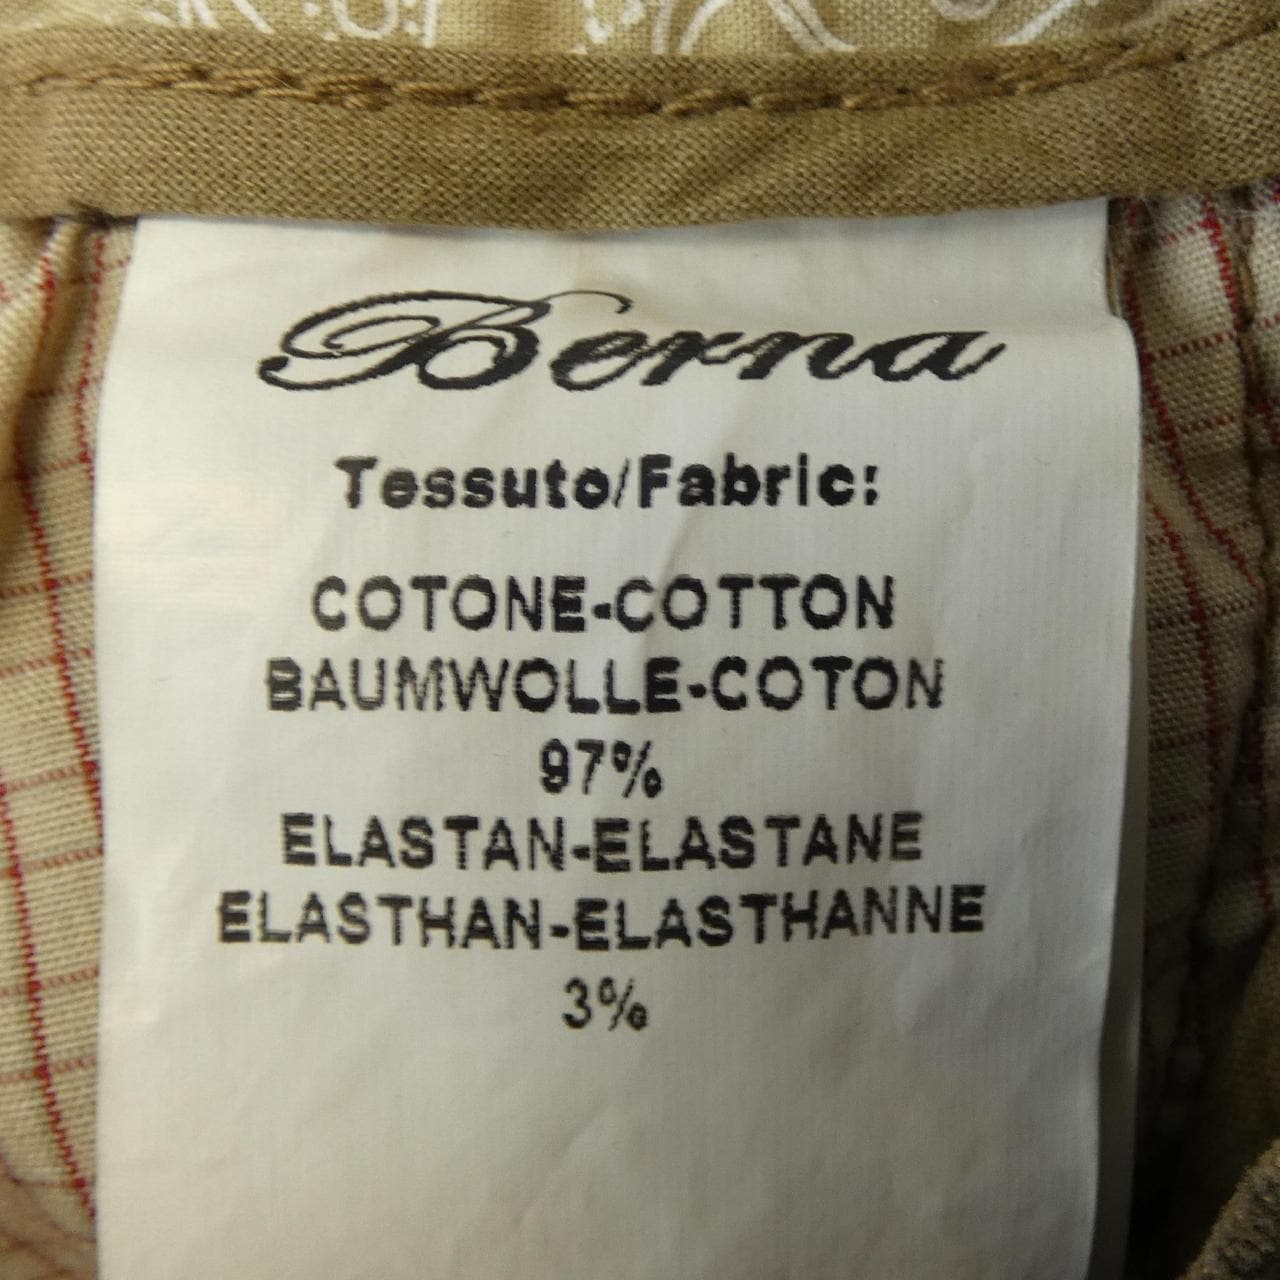 Berna
Tessuto/Fabric:
COTONE-COTTON
BAUMWOLLE-COTON
97%
ELASTAN-ELASTANE
ELASTHAN-ELASTHANNE
3%